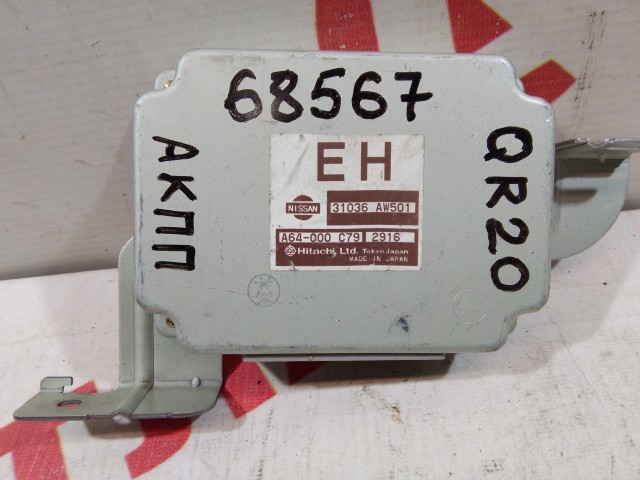 68567
АКПП
EH
NISSAN
31036 AW501
A64-000 C79 2916
Hitachi, Ltd. Tokyo Japan
MADE IN JAPAN
QR20